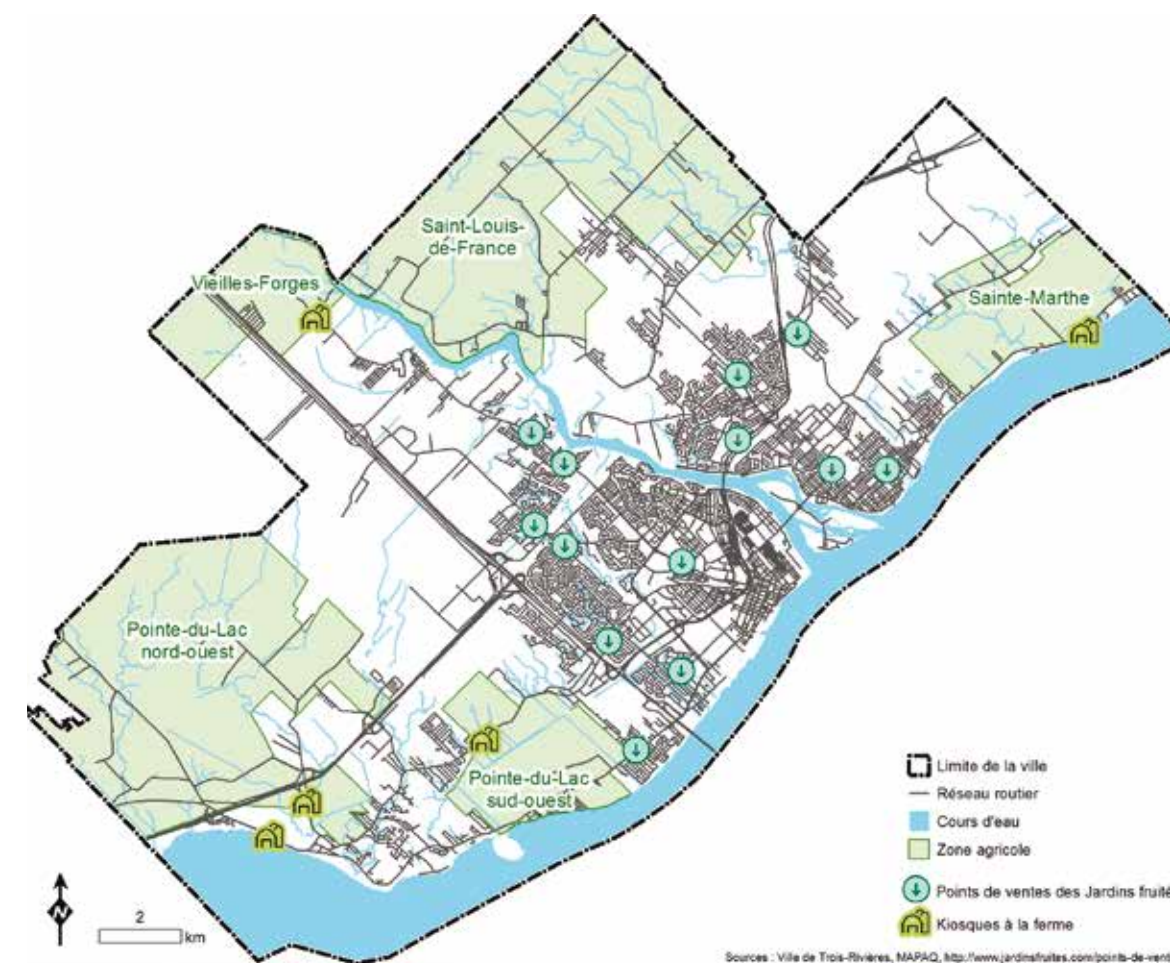 Saint-Louis-
de-France
Vieilles-Forges
Sainte-Marthe
Pointe-du-Lac
nord-ouest
Pointe-du-Lac
sud-ouest
Limite de la ville
Réseau routier
Cours d'eau
Zone agricole
Points de ventes des Jardins fruité
Kiosques à la ferme
N
2
km
Sources : Ville de Trois-Rivières, MAPAQ, http://www.jardinsfruites.com/points-de-vente